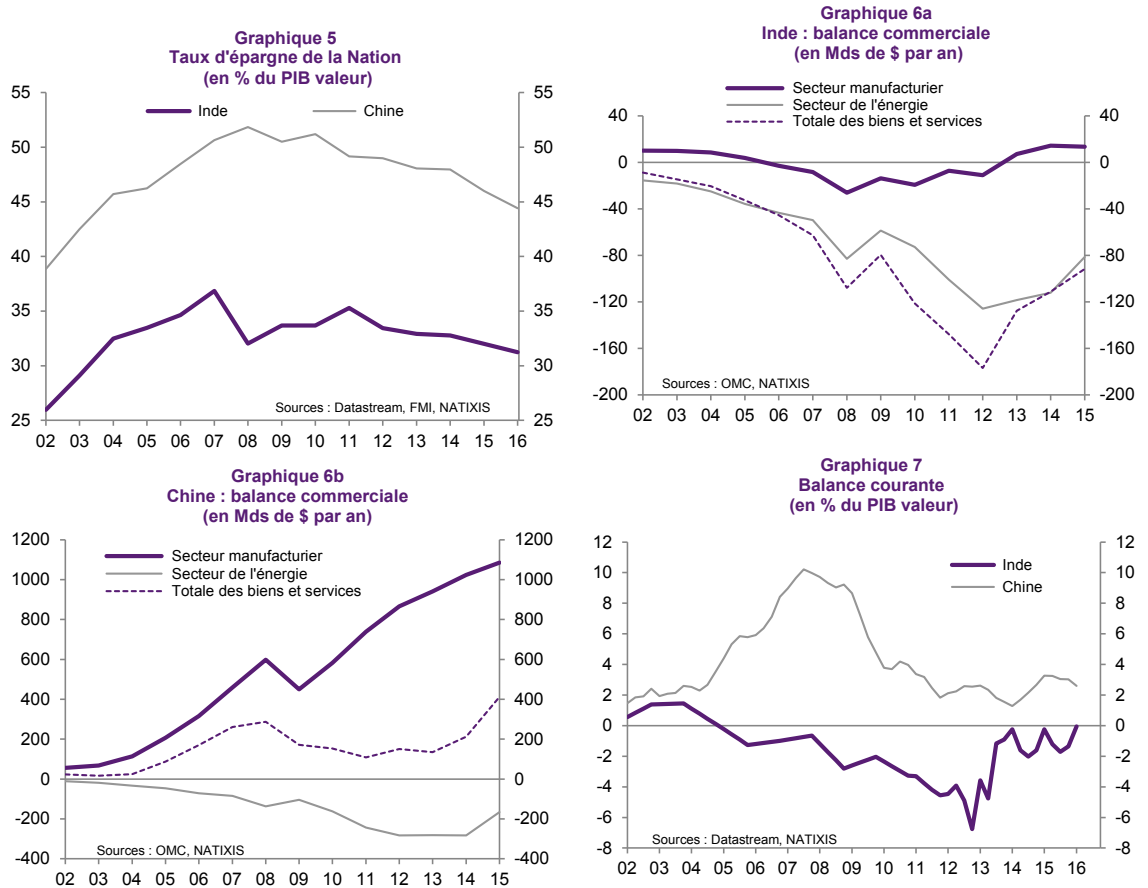 Graphique 5
Taux d'épargne de la Nation
(en % du PIB valeur)
Inde
Chine
55
50
45
40
35
30
25
55
50
45
40
35
30
25
Sources : Datastream, FMI, NATIXIS
02 03 04 05 06 07 08 09 10 11 12 13 14 15 16
Graphique 6a
Inde : balance commerciale
(en Mds de $ par an)
Secteur manufacturier
Secteur de l'énergie
Totale des biens et services
40
0
-40
-80
-120
-160
-200
40
0
-40
-80
-120
-160
-200
Sources : OMC, NATIXIS
02 03 04 05 06 07 08 09 10 11 12 13 14 15
Graphique 6b
Chine : balance commerciale
(en Mds de $ par an)
Secteur manufacturier
Secteur de l'énergie
Totale des biens et services
1200
1000
800
600
400
200
0
-200
-400
1200
1000
800
600
400
200
0
-200
-400
Sources : OMC, NATIXIS
02 03 04 05 06 07 08 09 10 11 12 13 14 15
Graphique 7
Balance courante
(en % du PIB valeur)
Inde
Chine
12
10
8
6
4
2
0
-2
-4
-6
-8
12
10
8
6
4
2
0
-2
-4
-6
-8
Sources : Datastream, NATIXIS
02 03 04 05 06 07 08 09 10 11 12 13 14 15 16